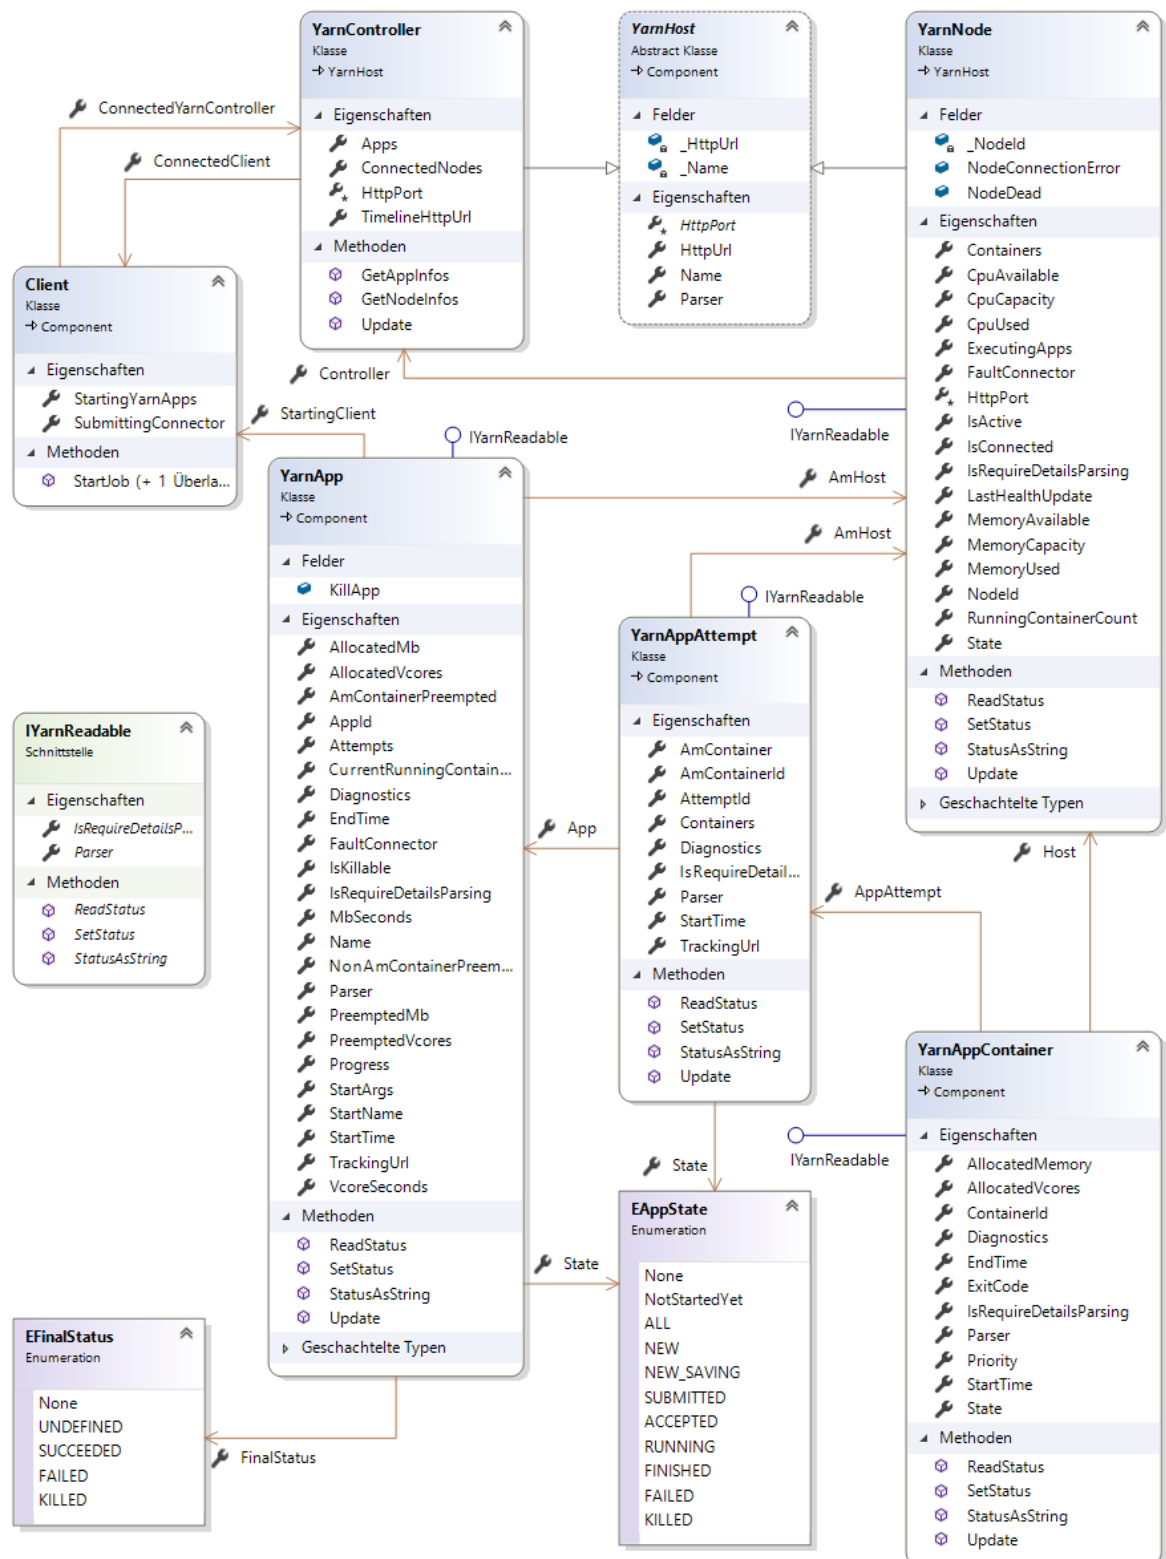 YarnController
Klasse
YarnHost
Eigenschaften
Apps
ConnectedNodes
HttpPort
TimelineHttpUrl
Methoden
GetAppInfos
GetNodeInfos
Update
YarnHost
Abstract Klasse
Component
Felder
_HttpUrl
_Name
Eigenschaften
HttpPort
HttpUrl
Name
Parser
YarnNode
Klasse
YarnHost
Felder
_NodeId
NodeConnectionError
NodeDead
Eigenschaften
Containers
CpuAvailable
CpuCapacity
CpuUsed
ExecutingApps
FaultConnector
HttpPort
IsActive
IsConnected
IsRequireDetailsParsing
LastHealthUpdate
MemoryAvailable
MemoryCapacity
MemoryUsed
NodeId
RunningContainerCount
State
Methoden
ReadStatus
SetStatus
StatusAsString
Update
Geschachtelte Typen
ConnectedYarnController
ConnectedClient
Client
Klasse
Component
Eigenschaften
StartingYarnApps
SubmittingConnector
Methoden
StartJob (+ 1 Überla...
Controller
StartingClient
IYarnReadable
IYarnReadable
YarnApp
Klasse
Component
Felder
KillApp
Eigenschaften
AllocatedMb
AllocatedVcores
AmContainerPreempted
AppId
Attempts
CurrentRunningContain...
Diagnostics
EndTime
FaultConnector
IsKillable
IsRequireDetailsParsing
MbSeconds
Name
NonAmContainerPreem...
Parser
PreemptedMb
PreemptedVcores
Progress
StartArgs
StartName
StartTime
TrackingUrl
VcoreSeconds
Methoden
ReadStatus
SetStatus
StatusAsString
Update
Geschachtelte Typen
AmHost
AmHost
IYarnReadable
YarnAppAttempt
Klasse
Component
Eigenschaften
AmContainer
AmContainerId
AttemptId
Containers
Diagnostics
IsRequireDetail...
Parser
StartTime
TrackingUrl
Methoden
ReadStatus
SetStatus
StatusAsString
Update
IYarnReadable
Schnittstelle
Eigenschaften
IsRequireDetailsP...
Parser
Methoden
ReadStatus
SetStatus
StatusAsString
App
Host
AppAttempt
YarnAppContainer
Klasse
Component
Eigenschaften
AllocatedMemory
AllocatedVcores
ContainerId
Diagnostics
EndTime
ExitCode
IsRequireDetailsParsing
Parser
Priority
StartTime
State
Methoden
ReadStatus
SetStatus
StatusAsString
Update
IYarnReadable
State
State
EAppState
Enumeration
None
NotStartedYet
ALL
NEW
NEW_SAVING
SUBMITTED
ACCEPTED
RUNNING
FINISHED
FAILED
KILLED
EFinalStatus
Enumeration
None
UNDEFINED
SUCCEEDED
FAILED
KILLED
FinalStatus